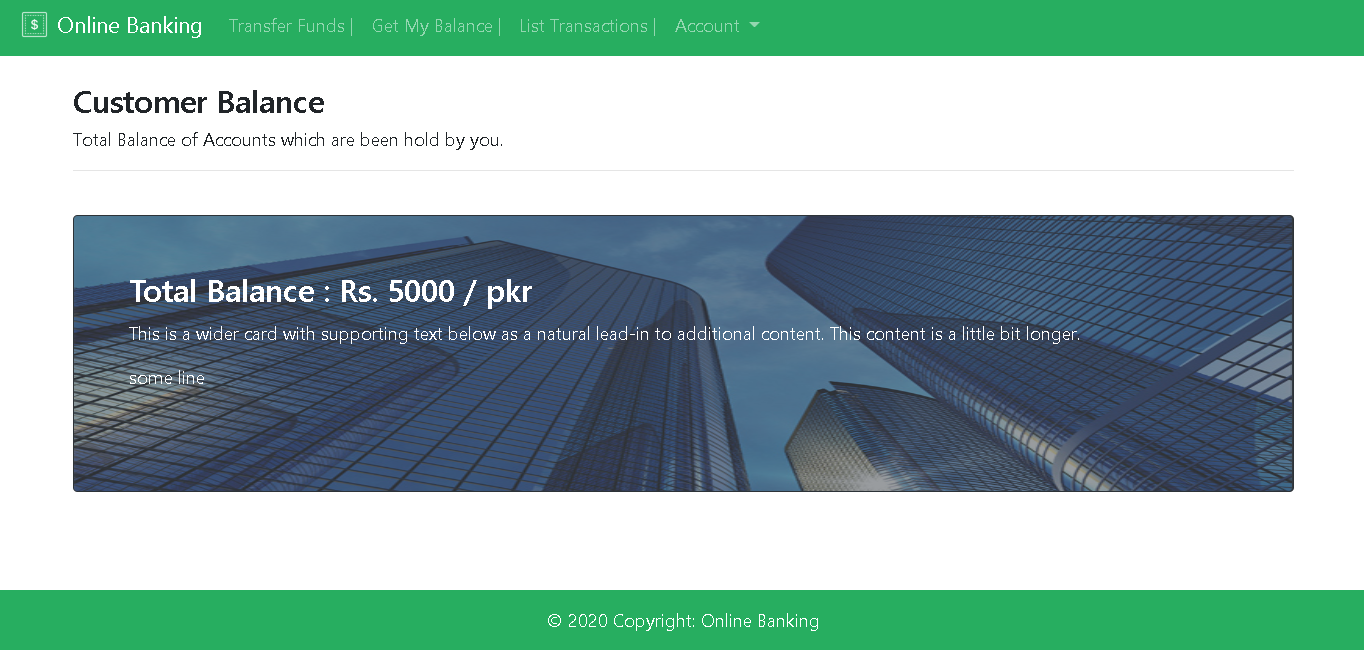 $ Online Banking Transfer Funds | Get My Balance | List Transactions | Account
Customer Balance
Total Balance of Accounts which are been hold by you.
Total Balance : Rs. 5000 / pkr
This is a wider card with supporting text below as a natural lead-in to additional content. This content is a little bit longer.
some line
© 2020 Copyright: Online Banking